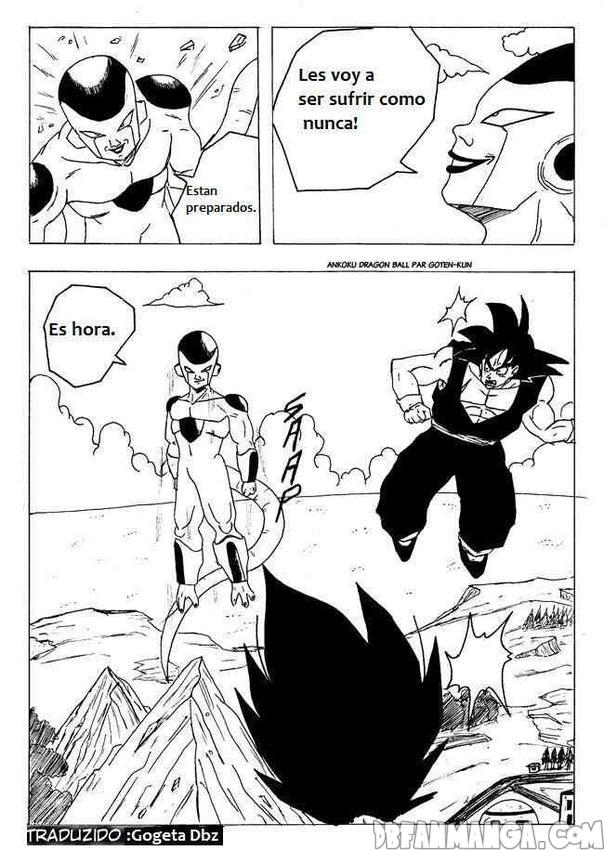 Estan
preparados.
Les voy a
ser sufrir como
nunca!
ANKOKU DRAGON BALL PAR GOTEN-KUN
Es hora.
SAAP
TRADUZIDO :Gogeta Dbz
DBFANMANGA.COM